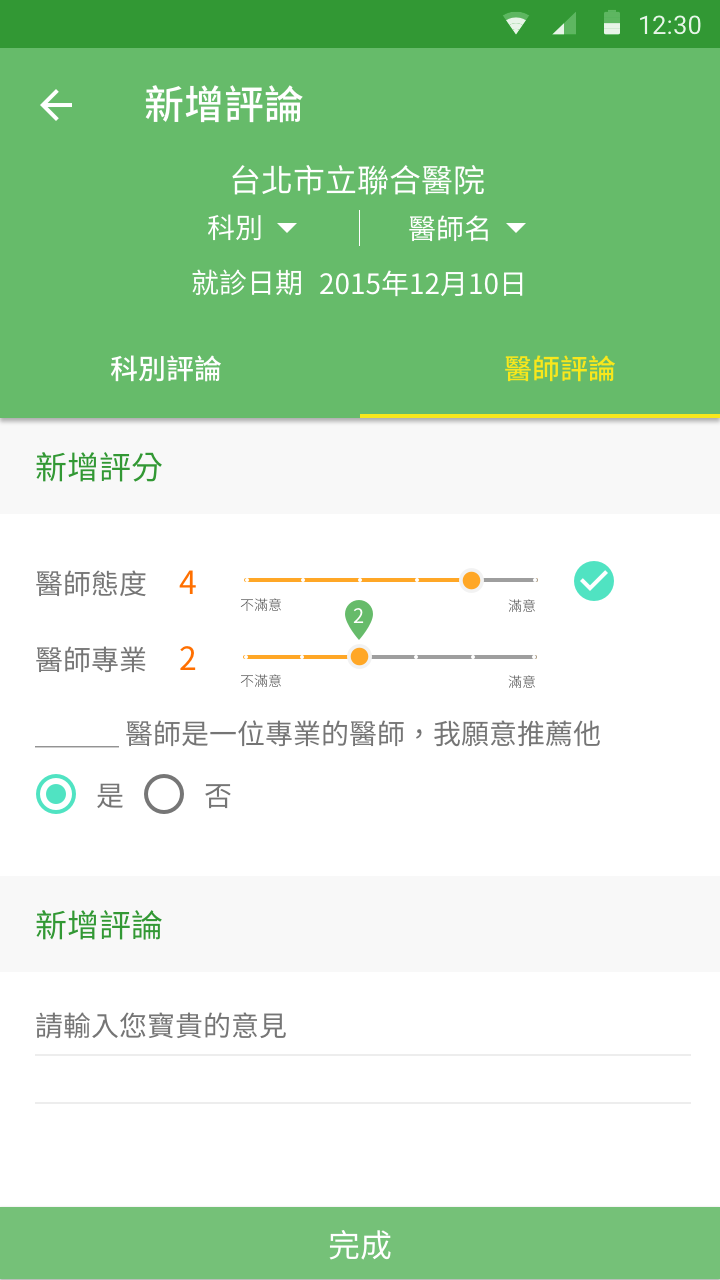 12:30
新增評論
台北市立聯合醫院
科別 醫師名
就診日期 2015年12月10日
科別評論 醫師評論
新增評分
醫師態度 4
不滿意 滿意
2
醫師專業 2
不滿意 滿意
______ 醫師是一位專業的醫師，我願意推薦他
是 否
新增評論
請輸入您寶貴的意見
完成